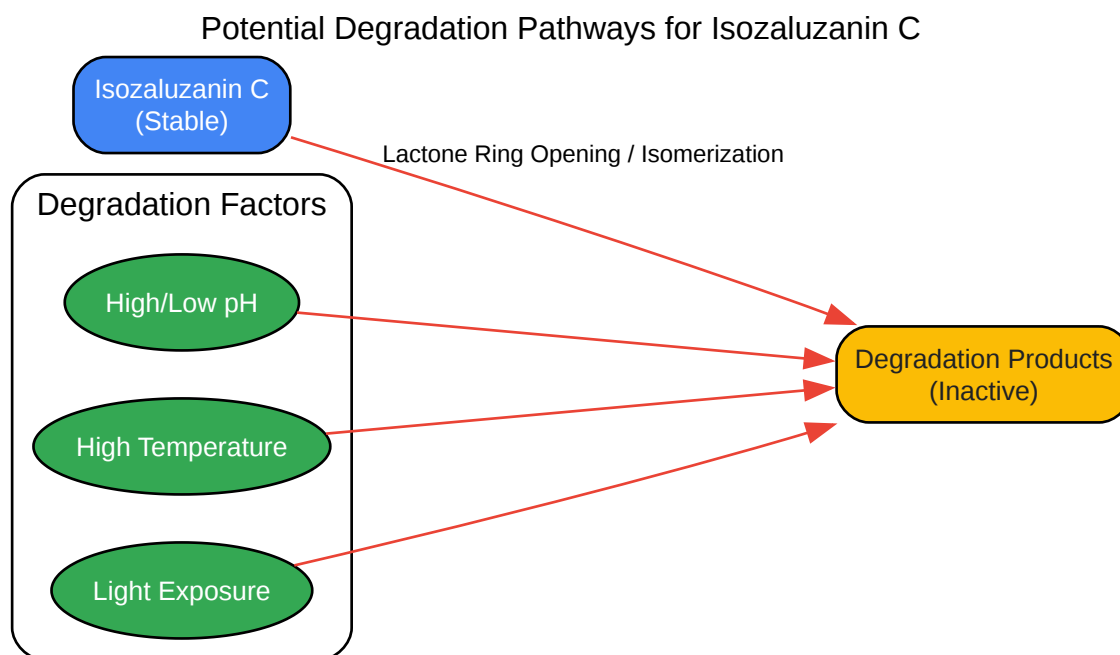 Potential Degradation Pathways for Isozaluzanin C
Isozaluzanin C
(Stable)
Lactone Ring Opening / Isomerization
Degradation Factors
High/Low pH
High Temperature
Light Exposure
Degradation Products
(Inactive)